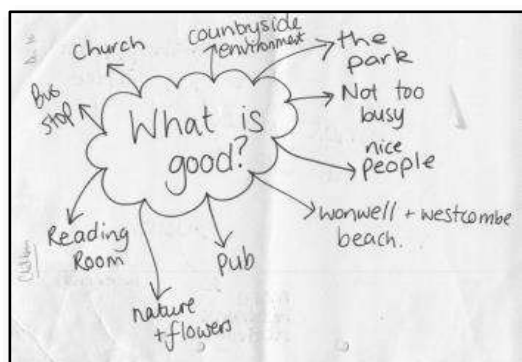 Church
countryside
environment
the
park
Bus
stop
Not too
busy
What is
good?
nice
people
wonwell + westcombe
beach.
Reading
Room
pub
nature
+ flowers